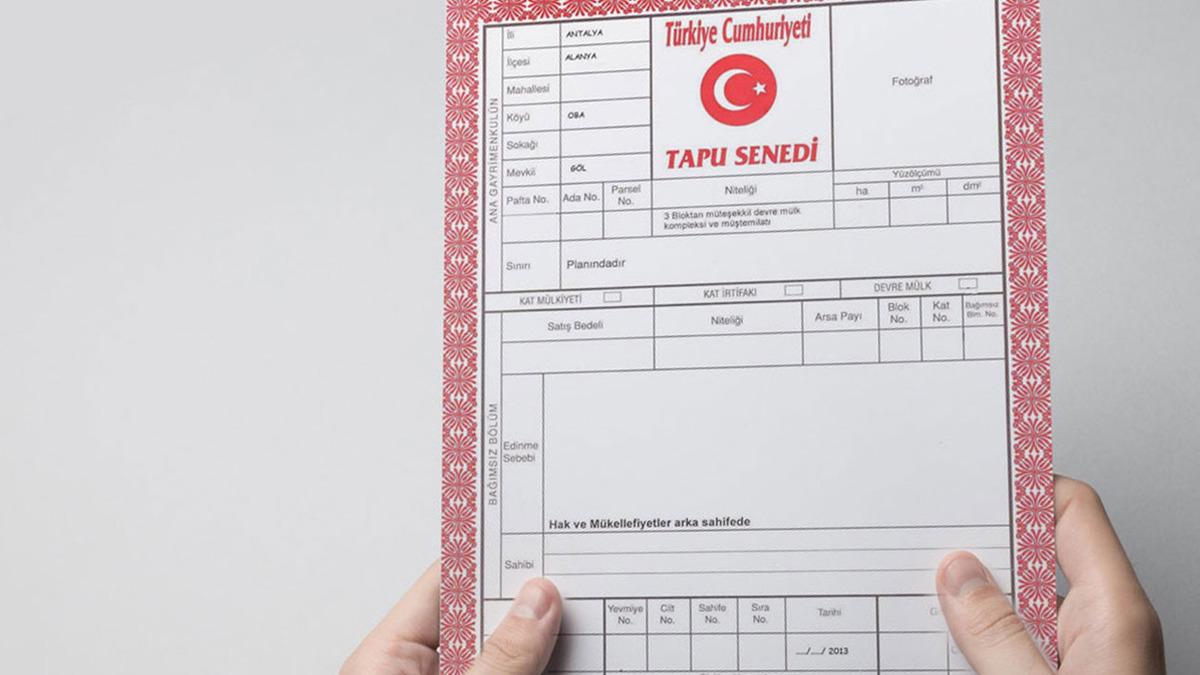 ANA GAYRİMENKULÜN
İli ANTALYA
İlçesi ALANYA
Mahallesi
Köyü OBA
Sokağı
Mevkii GÖL
Türkiye Cumhuriyeti
TAPU SENEDİ
Fotoğraf
Pafta No. Ada No. Parsel No.
Niteliği
Yüzölçümü
ha m² dm²
3 Bloktan müteşekkil devre mülk
kompleksi ve müştemilatı
Sınırı Planındadır
KAT MÜLKİYETİ KAT İRTİFAKI DEVRE MÜLK
BAĞIMSIZ BÖLÜM
Satış Bedeli Niteliği Arsa Payı Blok No. Kat No. Bağımsız Blm. No.
Edinme
Sebebi
Hak ve Mükellefiyetler arka sahifede
Sahibi
Yevmiye No. Cilt No. Sahife No. Sıra No. Tarihi
.../.../ 2013